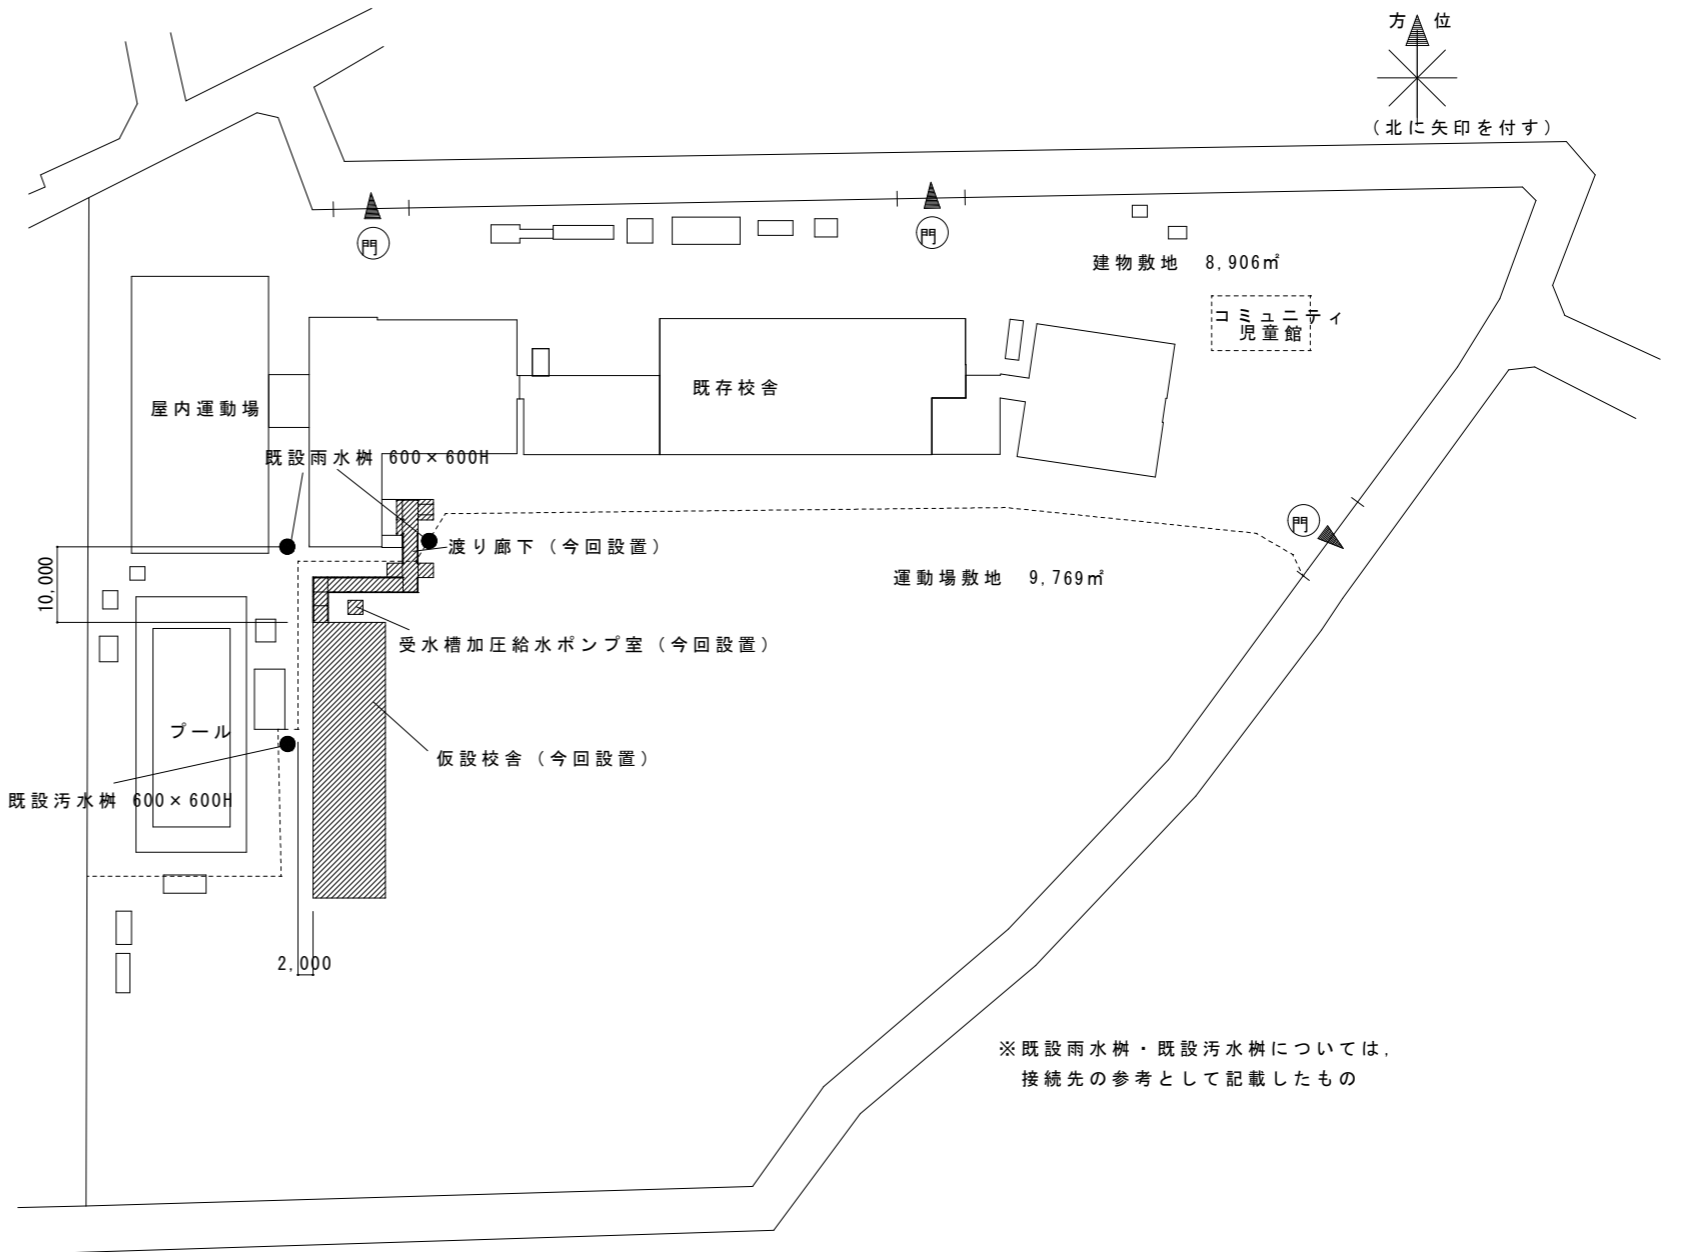 方 位
(北に矢印を付す)
門
門
建物敷地 8,906㎡
コミュニティ
児童館
既存校舎
屋内運動場
既設雨水桝 600×600H
門
渡り廊下(今回設置)
運動場敷地 9,769㎡
10,000
受水槽加圧給水ポンプ室(今回設置)
プール
仮設校舎(今回設置)
既設汚水桝 600×600H
2,000
※既設雨水桝・既設汚水桝については,
接続先の参考として記載したもの